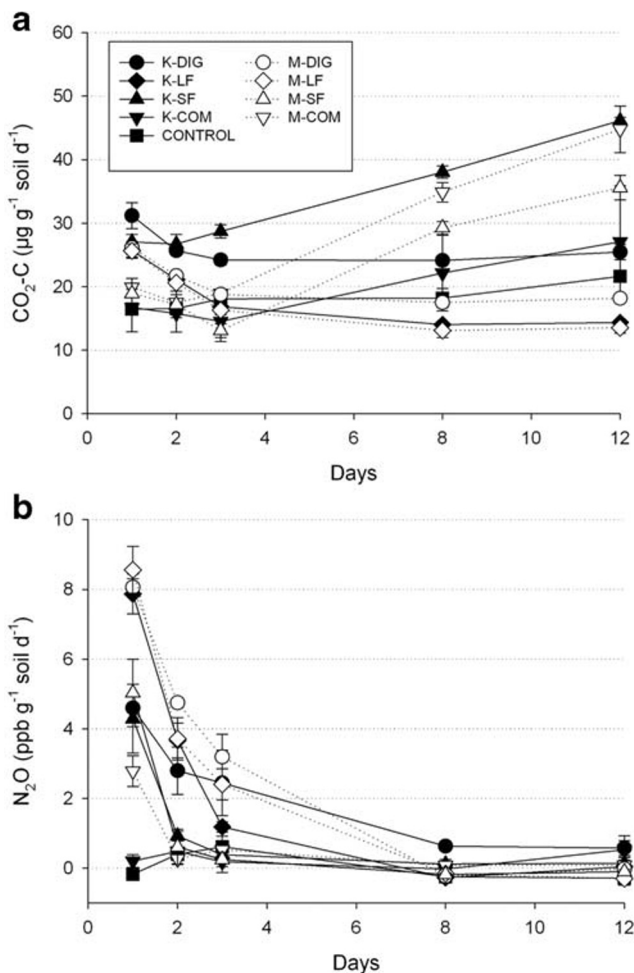 a
60
50
40
30
20
10
0
CO₂-C (µg g⁻¹ soil d⁻¹)
K-DIG M-DIG
K-LF M-LF
K-SF M-SF
K-COM M-COM
CONTROL
0 2 4 6 8 10 12
Days
b
10
8
6
4
2
0
N₂O (ppb g⁻¹ soil d⁻¹)
0 2 4 6 8 10 12
Days